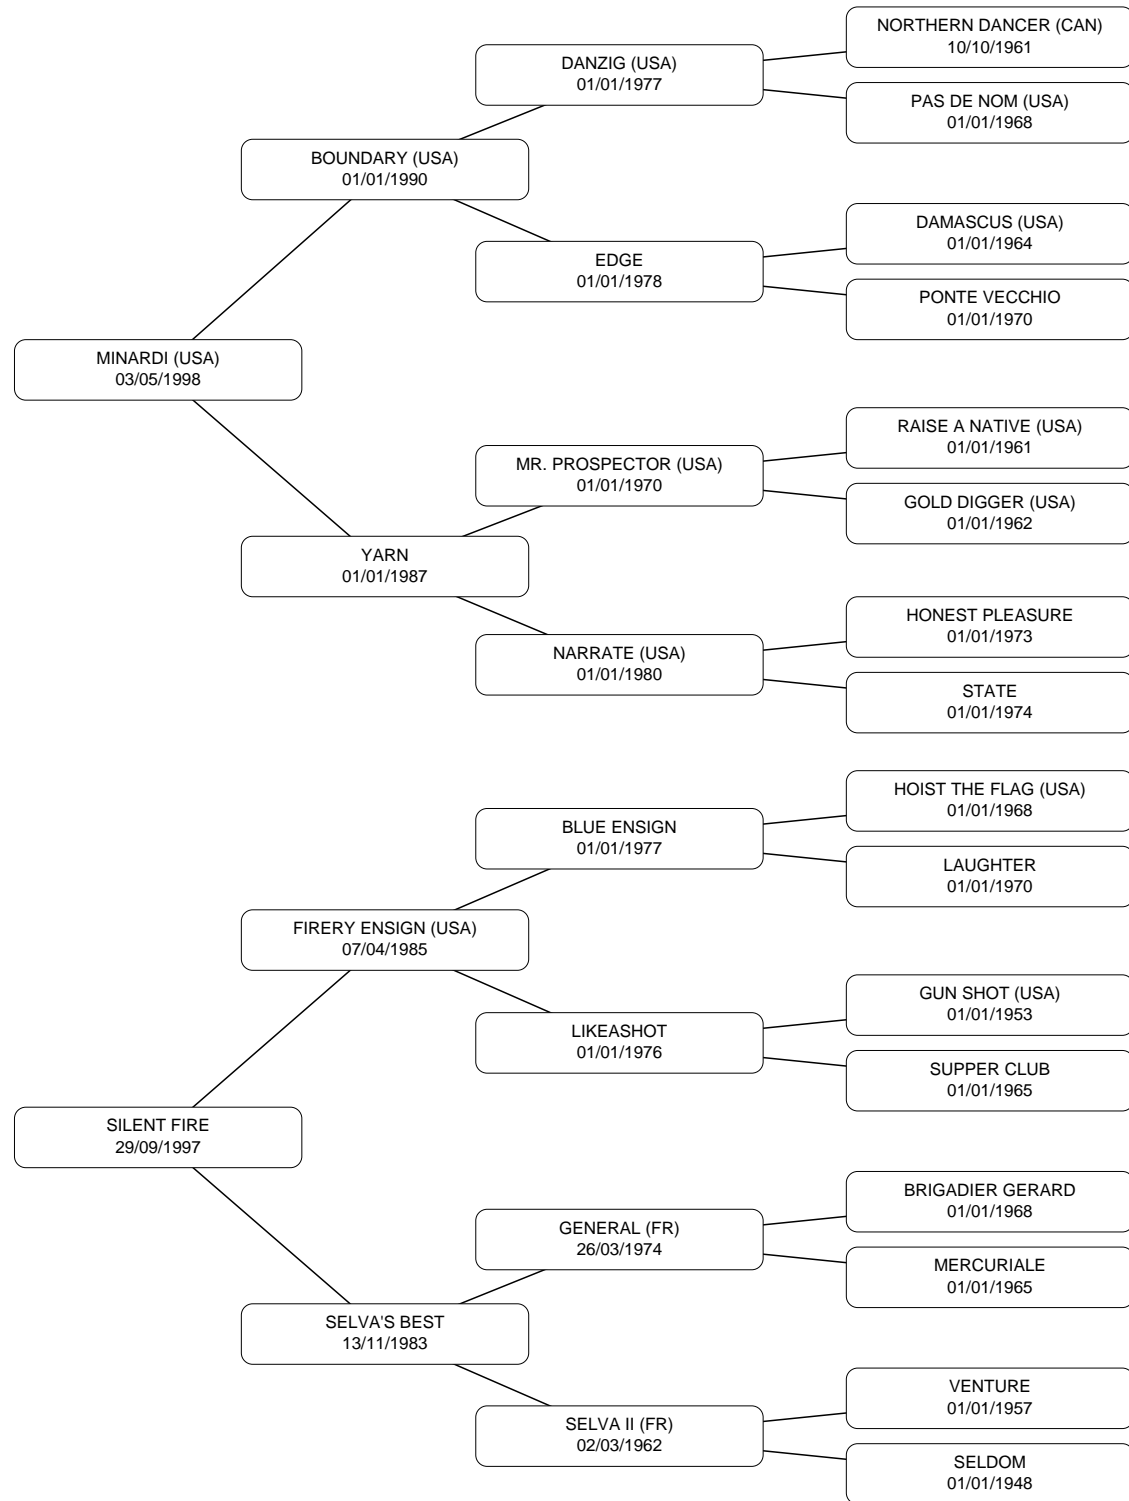 NORTHERN DANCER (CAN)
10/10/1961
DANZIG (USA)
01/01/1977
PAS DE NOM (USA)
01/01/1968
BOUNDARY (USA)
01/01/1990
DAMASCUS (USA)
01/01/1964
EDGE
01/01/1978
PONTE VECCHIO
01/01/1970
MINARDI (USA)
03/05/1998
RAISE A NATIVE (USA)
01/01/1961
MR. PROSPECTOR (USA)
01/01/1970
GOLD DIGGER (USA)
01/01/1962
YARN
01/01/1987
HONEST PLEASURE
01/01/1973
NARRATE (USA)
01/01/1980
STATE
01/01/1974
HOIST THE FLAG (USA)
01/01/1968
BLUE ENSIGN
01/01/1977
LAUGHTER
01/01/1970
FIRERY ENSIGN (USA)
07/04/1985
GUN SHOT (USA)
01/01/1953
LIKEASHOT
01/01/1976
SUPPER CLUB
01/01/1965
SILENT FIRE
29/09/1997
BRIGADIER GERARD
01/01/1968
GENERAL (FR)
26/03/1974
MERCURIALE
01/01/1965
SELVA'S BEST
13/11/1983
VENTURE
01/01/1957
SELVA II (FR)
02/03/1962
SELDOM
01/01/1948